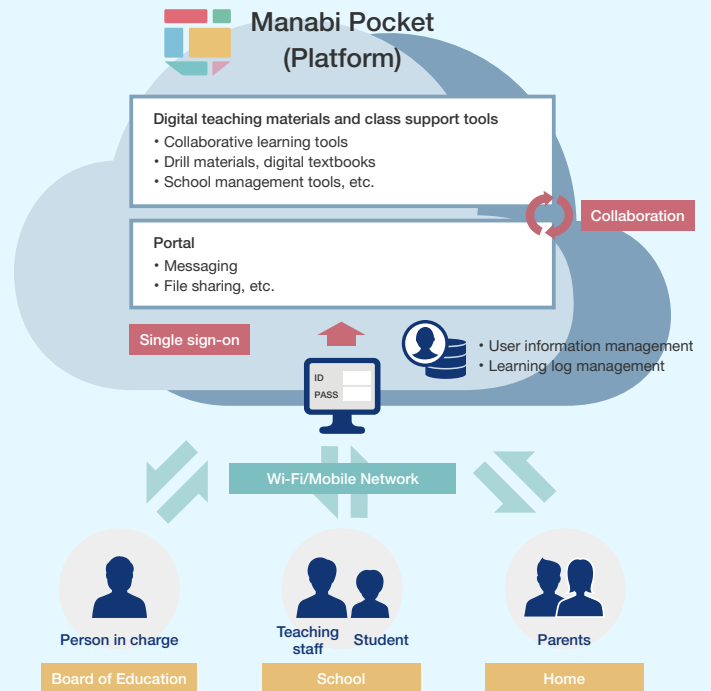 Manabi Pocket
(Platform)
Digital teaching materials and class support tools
• Collaborative learning tools
• Drill materials, digital textbooks
• School management tools, etc.
Collaboration
Portal
• Messaging
• File sharing, etc.
Single sign-on
• User information management
• Learning log management
ID
PASS
Wi-Fi/Mobile Network
Person in charge
Teaching
staff
Student
Parents
Board of Education
School
Home